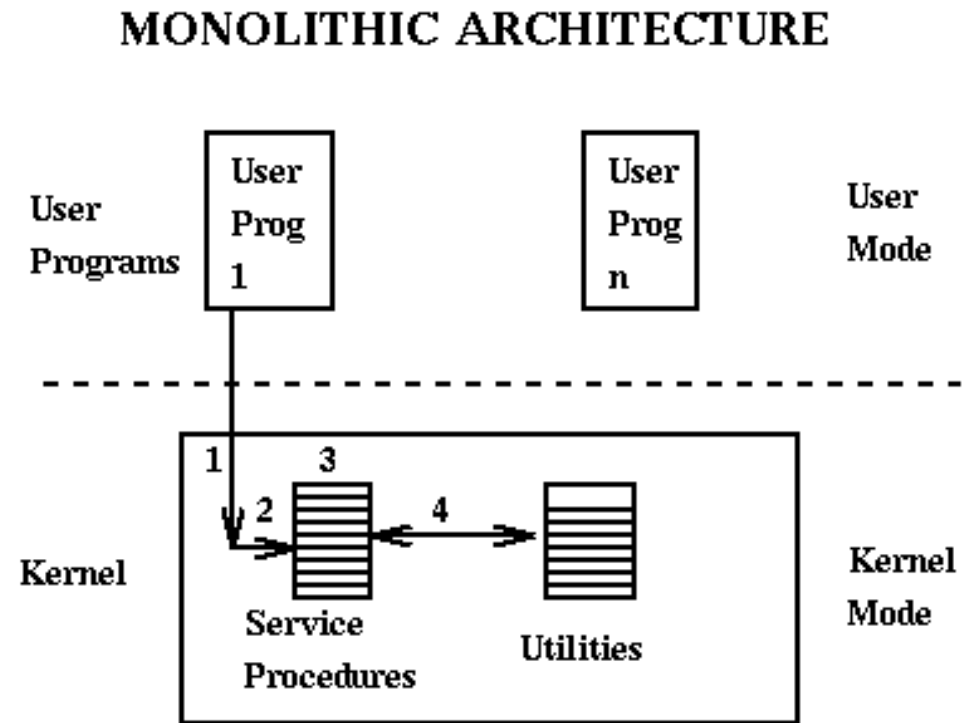 MONOLITHIC ARCHITECTURE
User
Programs
User
Prog
1
User
Prog
n
User
Mode
1
2
3
4
Kernel
Service
Procedures
Utilities
Kernel
Mode